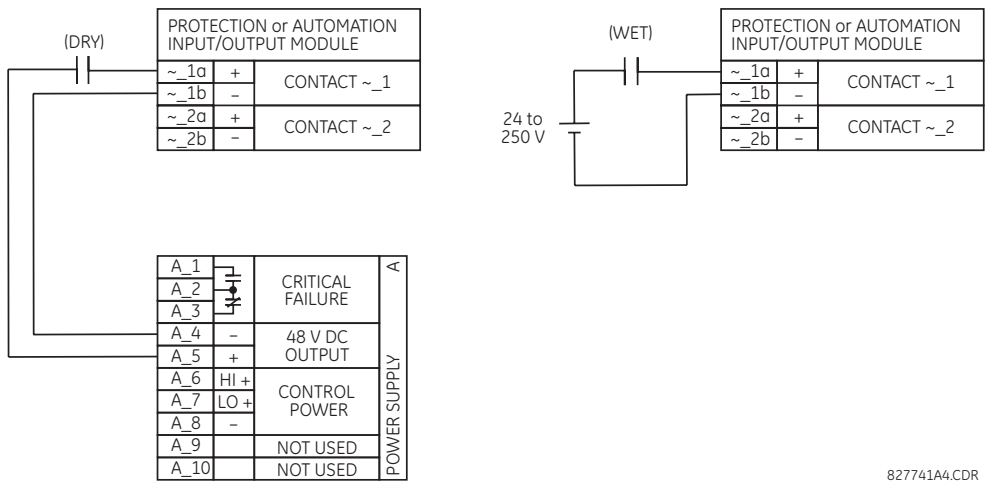 (DRY)
PROTECTION or AUTOMATION
INPUT/OUTPUT MODULE
~_1a + CONTACT ~_1
~_1b –
~_2a + CONTACT ~_2
~_2b –
(WET)
24 to
250 V
PROTECTION or AUTOMATION
INPUT/OUTPUT MODULE
~_1a + CONTACT ~_1
~_1b –
~_2a + CONTACT ~_2
~_2b –
A_1
A_2
A_3
CRITICAL
FAILURE
A_4 –
A_5 +
48 V DC
OUTPUT
A_6 HI +
A_7 LO +
A_8 –
CONTROL
POWER
A_9 NOT USED
A_10 NOT USED
POWER SUPPLY A
827741A4.CDR